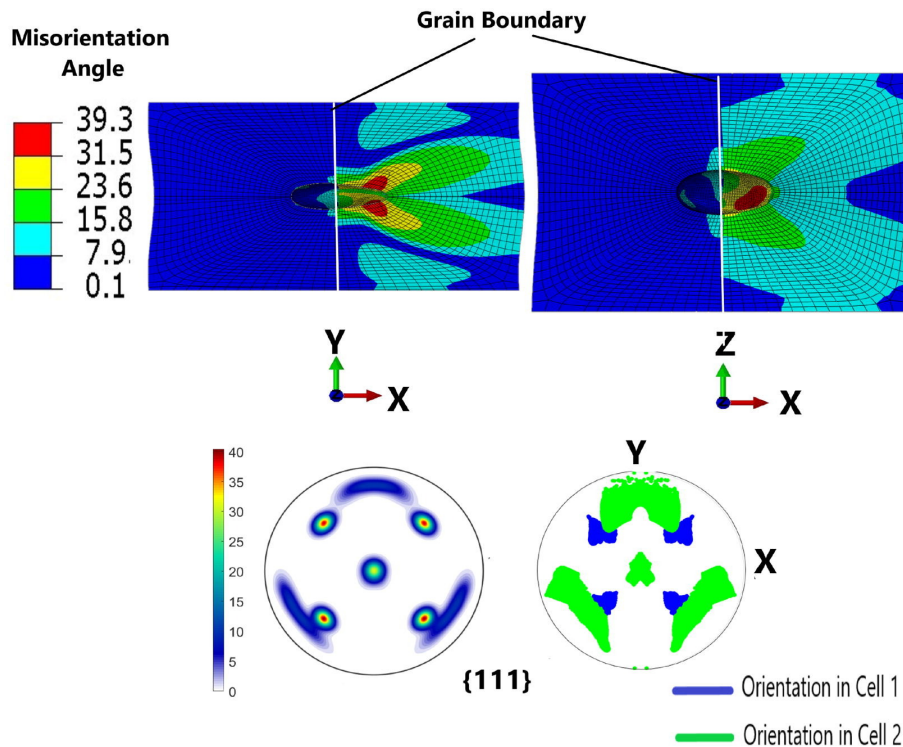 Grain Boundary
Misorientation
Angle
39.3
31.5
23.6
15.8
7.9
0.1
Y
X
Z
X
40
35
30
25
20
15
10
5
0
Y
X
{111}
Orientation in Cell 1
Orientation in Cell 2